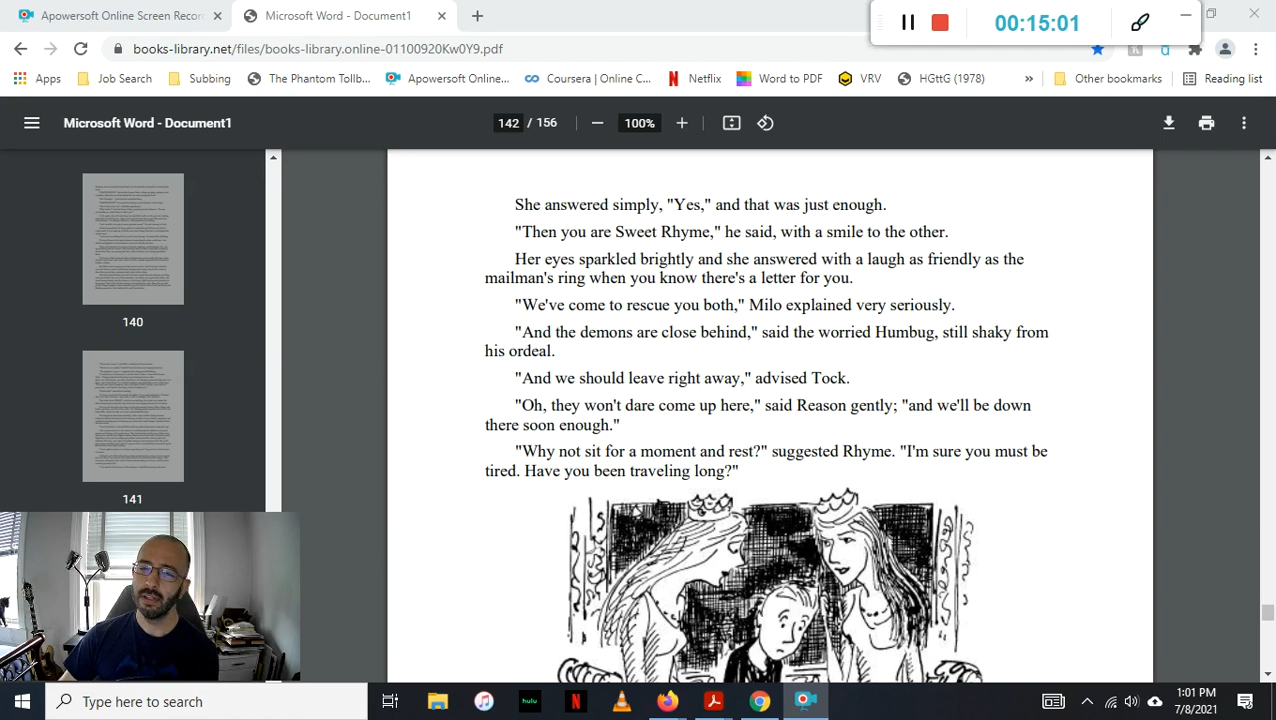 Apowersoft Online Screen Recor
Microsoft Word - Document1
00:15:01
books-library.net/files/books-library.online-01100920Kw0Y9.pdf
Apps
Job Search
Subbing
The Phantom Tollb...
Apowersoft Online...
Coursera | Online C...
Netflix
Word to PDF
VRV
HGttG (1978)
»
Other bookmarks
Reading list
Microsoft Word - Document1
142 / 156
100%
140
141
She answered simply, "Yes," and that was just enough.
"Then you are Sweet Rhyme," he said, with a smile to the other.
Her eyes sparkled brightly and she answered with a laugh as friendly as the
mailman's ring when you know there's a letter for you.
"We've come to rescue you both," Milo explained very seriously.
"And the demons are close behind," said the worried Humbug, still shaky from
his ordeal.
"And we should leave right away," advised Tock.
"Oh, they won't dare come up here," said Reason gently; "and we'll be down
there soon enough."
"Why not sit for a moment and rest?" suggested Rhyme. "I'm sure you must be
tired. Have you been traveling long?"
Type here to search
hulu
N
1:01 PM
7/8/2021